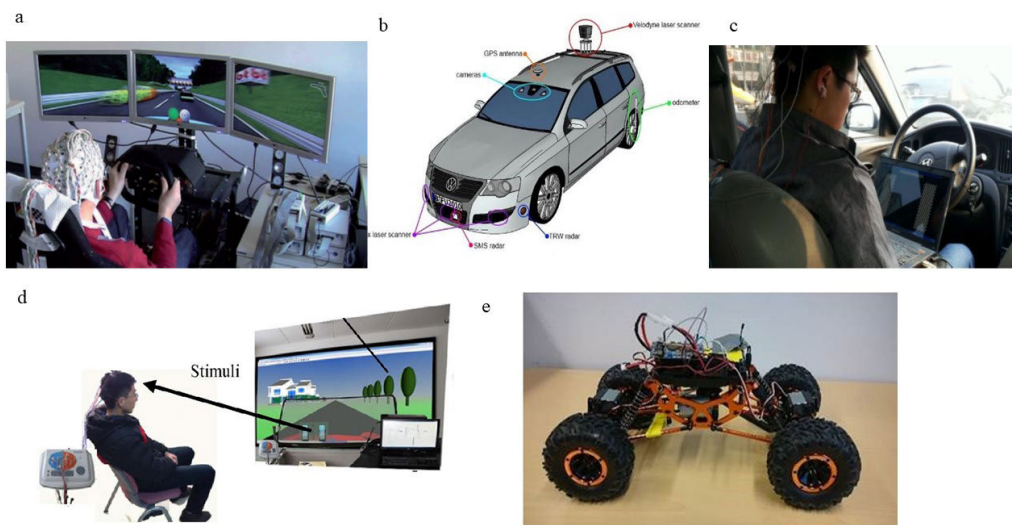 a
b
c
Velodyne laser scanner
GPS antenna
cameras
odometer
x laser scanner
SMS radar
TRW radar
d
e
Stimuli